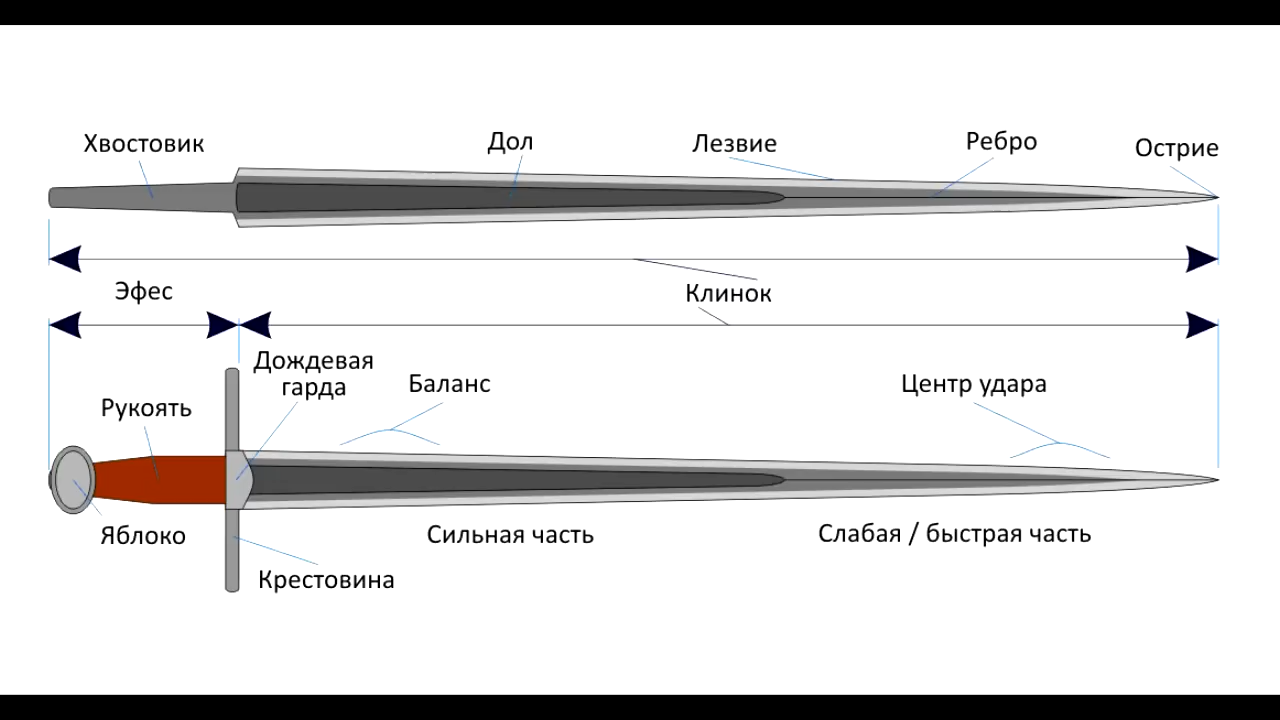 Хвостовик
Дол
Лезвие
Ребро
Острие
Эфес
Клинок
Дождевая
гарда
Баланс
Центр удара
Рукоять
Яблоко
Сильная часть
Слабая / быстрая часть
Крестовина